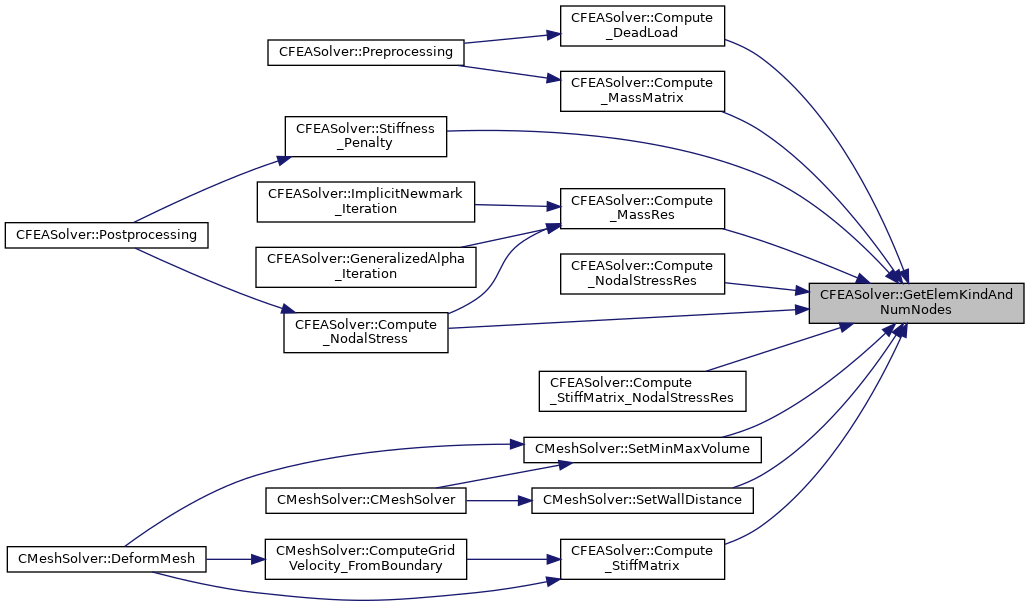 CFEASolver::Compute
_DeadLoad
CFEASolver::Preprocessing
CFEASolver::Compute
_MassMatrix
CFEASolver::Stiffness
_Penalty
CFEASolver::ImplicitNewmark
_Iteration
CFEASolver::Compute
_MassRes
CFEASolver::Postprocessing
CFEASolver::GeneralizedAlpha
_Iteration
CFEASolver::Compute
_NodalStressRes
CFEASolver::GetElemKindAnd
NumNodes
CFEASolver::Compute
_NodalStress
CFEASolver::Compute
_StiffMatrix_NodalStressRes
CMeshSolver::SetMinMaxVolume
CMeshSolver::CMeshSolver
CMeshSolver::SetWallDistance
CMeshSolver::DeformMesh
CMeshSolver::ComputeGrid
Velocity_FromBoundary
CFEASolver::Compute
_StiffMatrix